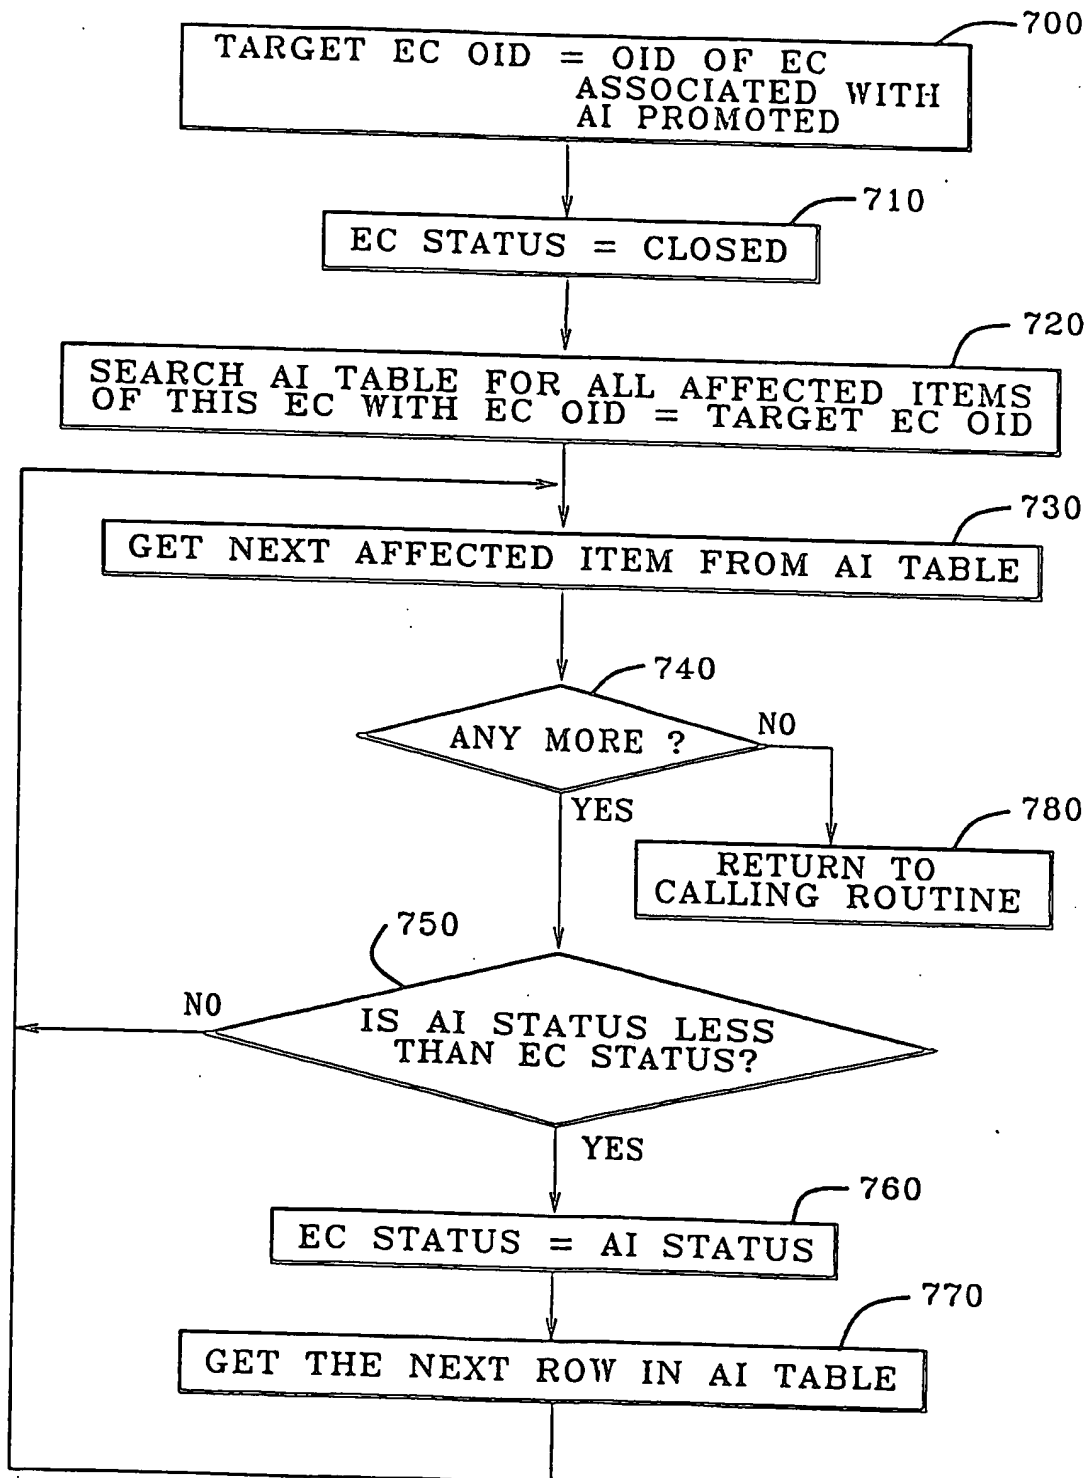 700
TARGET EC OID = OID OF EC
ASSOCIATED WITH
AI PROMOTED
710
EC STATUS = CLOSED
720
SEARCH AI TABLE FOR ALL AFFECTED ITEMS
OF THIS EC WITH EC OID = TARGET EC OID
730
GET NEXT AFFECTED ITEM FROM AI TABLE
740
ANY MORE ?
NO
YES
780
RETURN TO
CALLING ROUTINE
750
NO
IS AI STATUS LESS
THAN EC STATUS?
YES
760
EC STATUS = AI STATUS
770
GET THE NEXT ROW IN AI TABLE